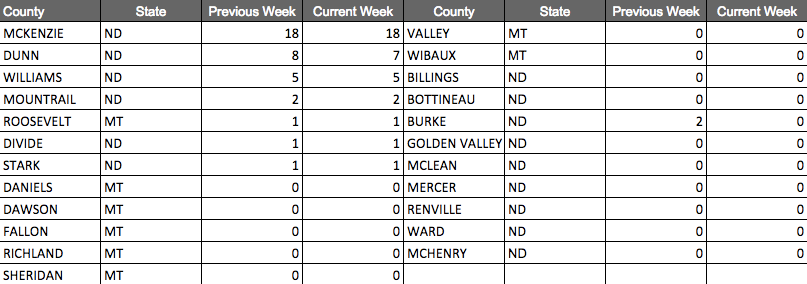 County State Previous Week Current Week County State Previous Week Current Week
MCKENZIE ND 18 18 VALLEY MT 0 0
DUNN ND 8 7 WIBAUX MT 0 0
WILLIAMS ND 5 5 BILLINGS ND 0 0
MOUNTRAIL ND 2 2 BOTTINEAU ND 0 0
ROOSEVELT MT 1 1 BURKE ND 2 0
DIVIDE ND 1 1 GOLDEN VALLEY ND 0 0
STARK ND 1 1 MCLEAN ND 0 0
DANIELS MT 0 0 MERCER ND 0 0
DAWSON MT 0 0 RENVILLE ND 0 0
FALLON MT 0 0 WARD ND 0 0
RICHLAND MT 0 0 MCHENRY ND 0 0
SHERIDAN MT 0 0